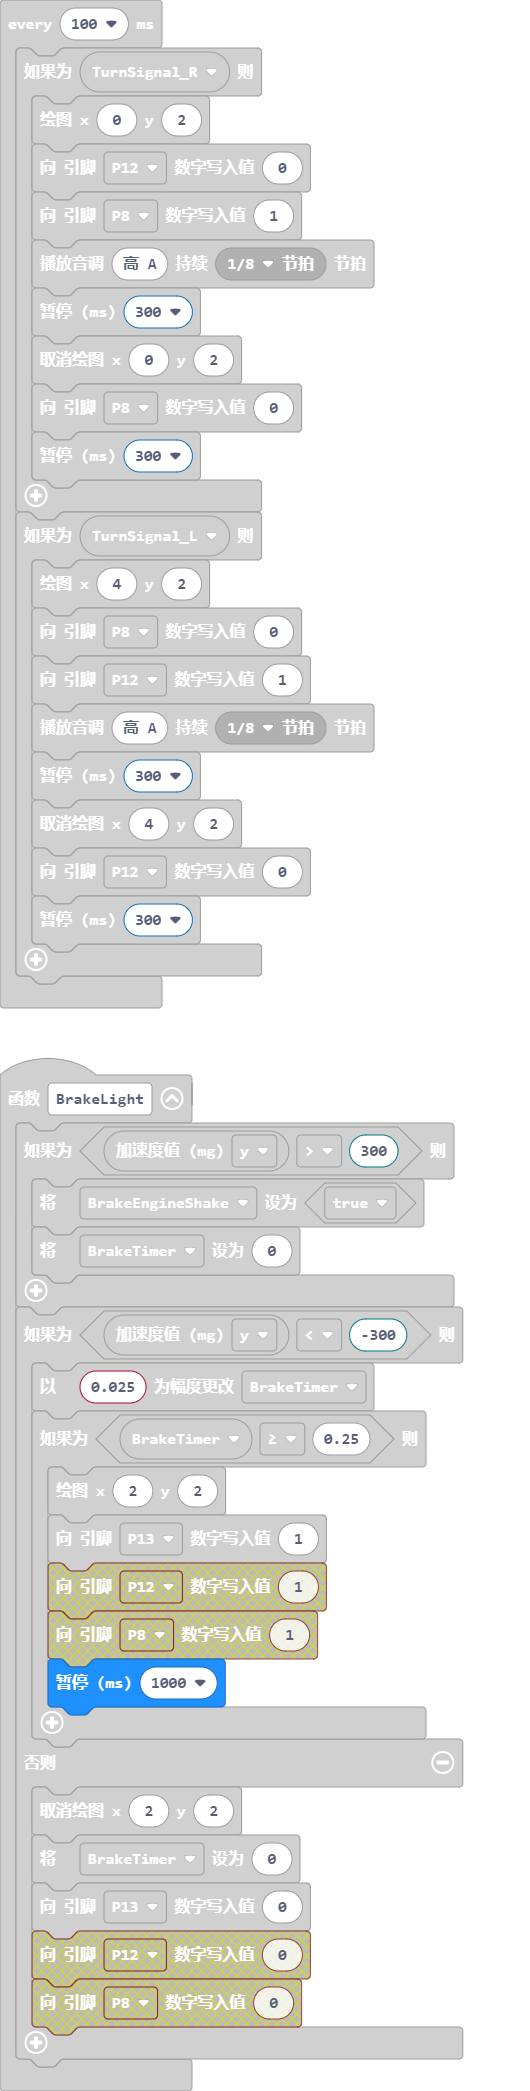 every 100 ms
如果为 TurnSignal_R 则
绘图 x 0 y 2
向 引脚 P12 数字写入值 0
向 引脚 P8 数字写入值 1
播放音调 高 A 持续 1/8 节拍 节拍
暂停 (ms) 300
取消绘图 x 0 y 2
向 引脚 P8 数字写入值 0
暂停 (ms) 300
如果为 TurnSignal_L 则
绘图 x 4 y 2
向 引脚 P8 数字写入值 0
向 引脚 P12 数字写入值 1
播放音调 高 A 持续 1/8 节拍 节拍
暂停 (ms) 300
取消绘图 x 4 y 2
向 引脚 P12 数字写入值 0
暂停 (ms) 300
函数 BrakeLight
如果为 加速度值 (mg) y > 300 则
将 BrakeEngineShake 设为 true
将 BrakeTimer 设为 0
如果为 加速度值 (mg) y < -300 则
以 0.025 为幅度更改 BrakeTimer
如果为 BrakeTimer ≥ 0.25 则
绘图 x 2 y 2
向 引脚 P13 数字写入值 1
向 引脚 P12 数字写入值 1
向 引脚 P8 数字写入值 1
暂停 (ms) 1000
否则
取消绘图 x 2 y 2
将 BrakeTimer 设为 0
向 引脚 P13 数字写入值 0
向 引脚 P12 数字写入值 0
向 引脚 P8 数字写入值 0